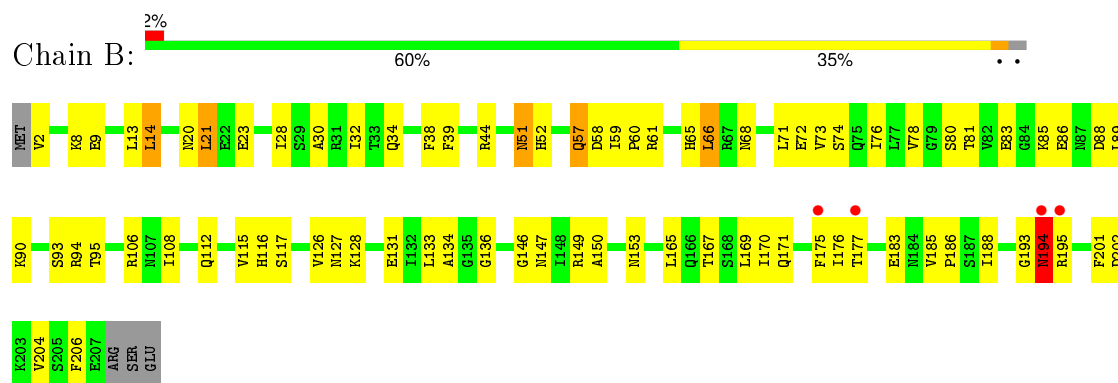 2%
Chain B:
60% 35% • •
MET V2 K8 E9 L13 L14 N20 L21 E22 E23 I28 S29 A30 R31 I32 T33 Q34 F38 F39 R44 N51 H52 Q57 D58 I59 P60 R61 H65 L66 R67 N68 L71 E72 V73 S74 Q75 I76 L77 V78 G79 S80 T81 V82 E83 G84 K85 E86 N87 D88 L89
K90 S93 R94 T95 R106 N107 I108 Q112 V115 H116 S117 V126 N127 K128 E131 I132 L133 A134 G135 G136 G146 N147 I148 R149 A150 N153 L165 Q166 T167 S168 L169 I170 Q171 F175 I176 T177 E183 N184 V185 P186 S187 I188 G193 N194 R195 F201 D202
K203 V204 S205 F206 E207 ARG SER GLU